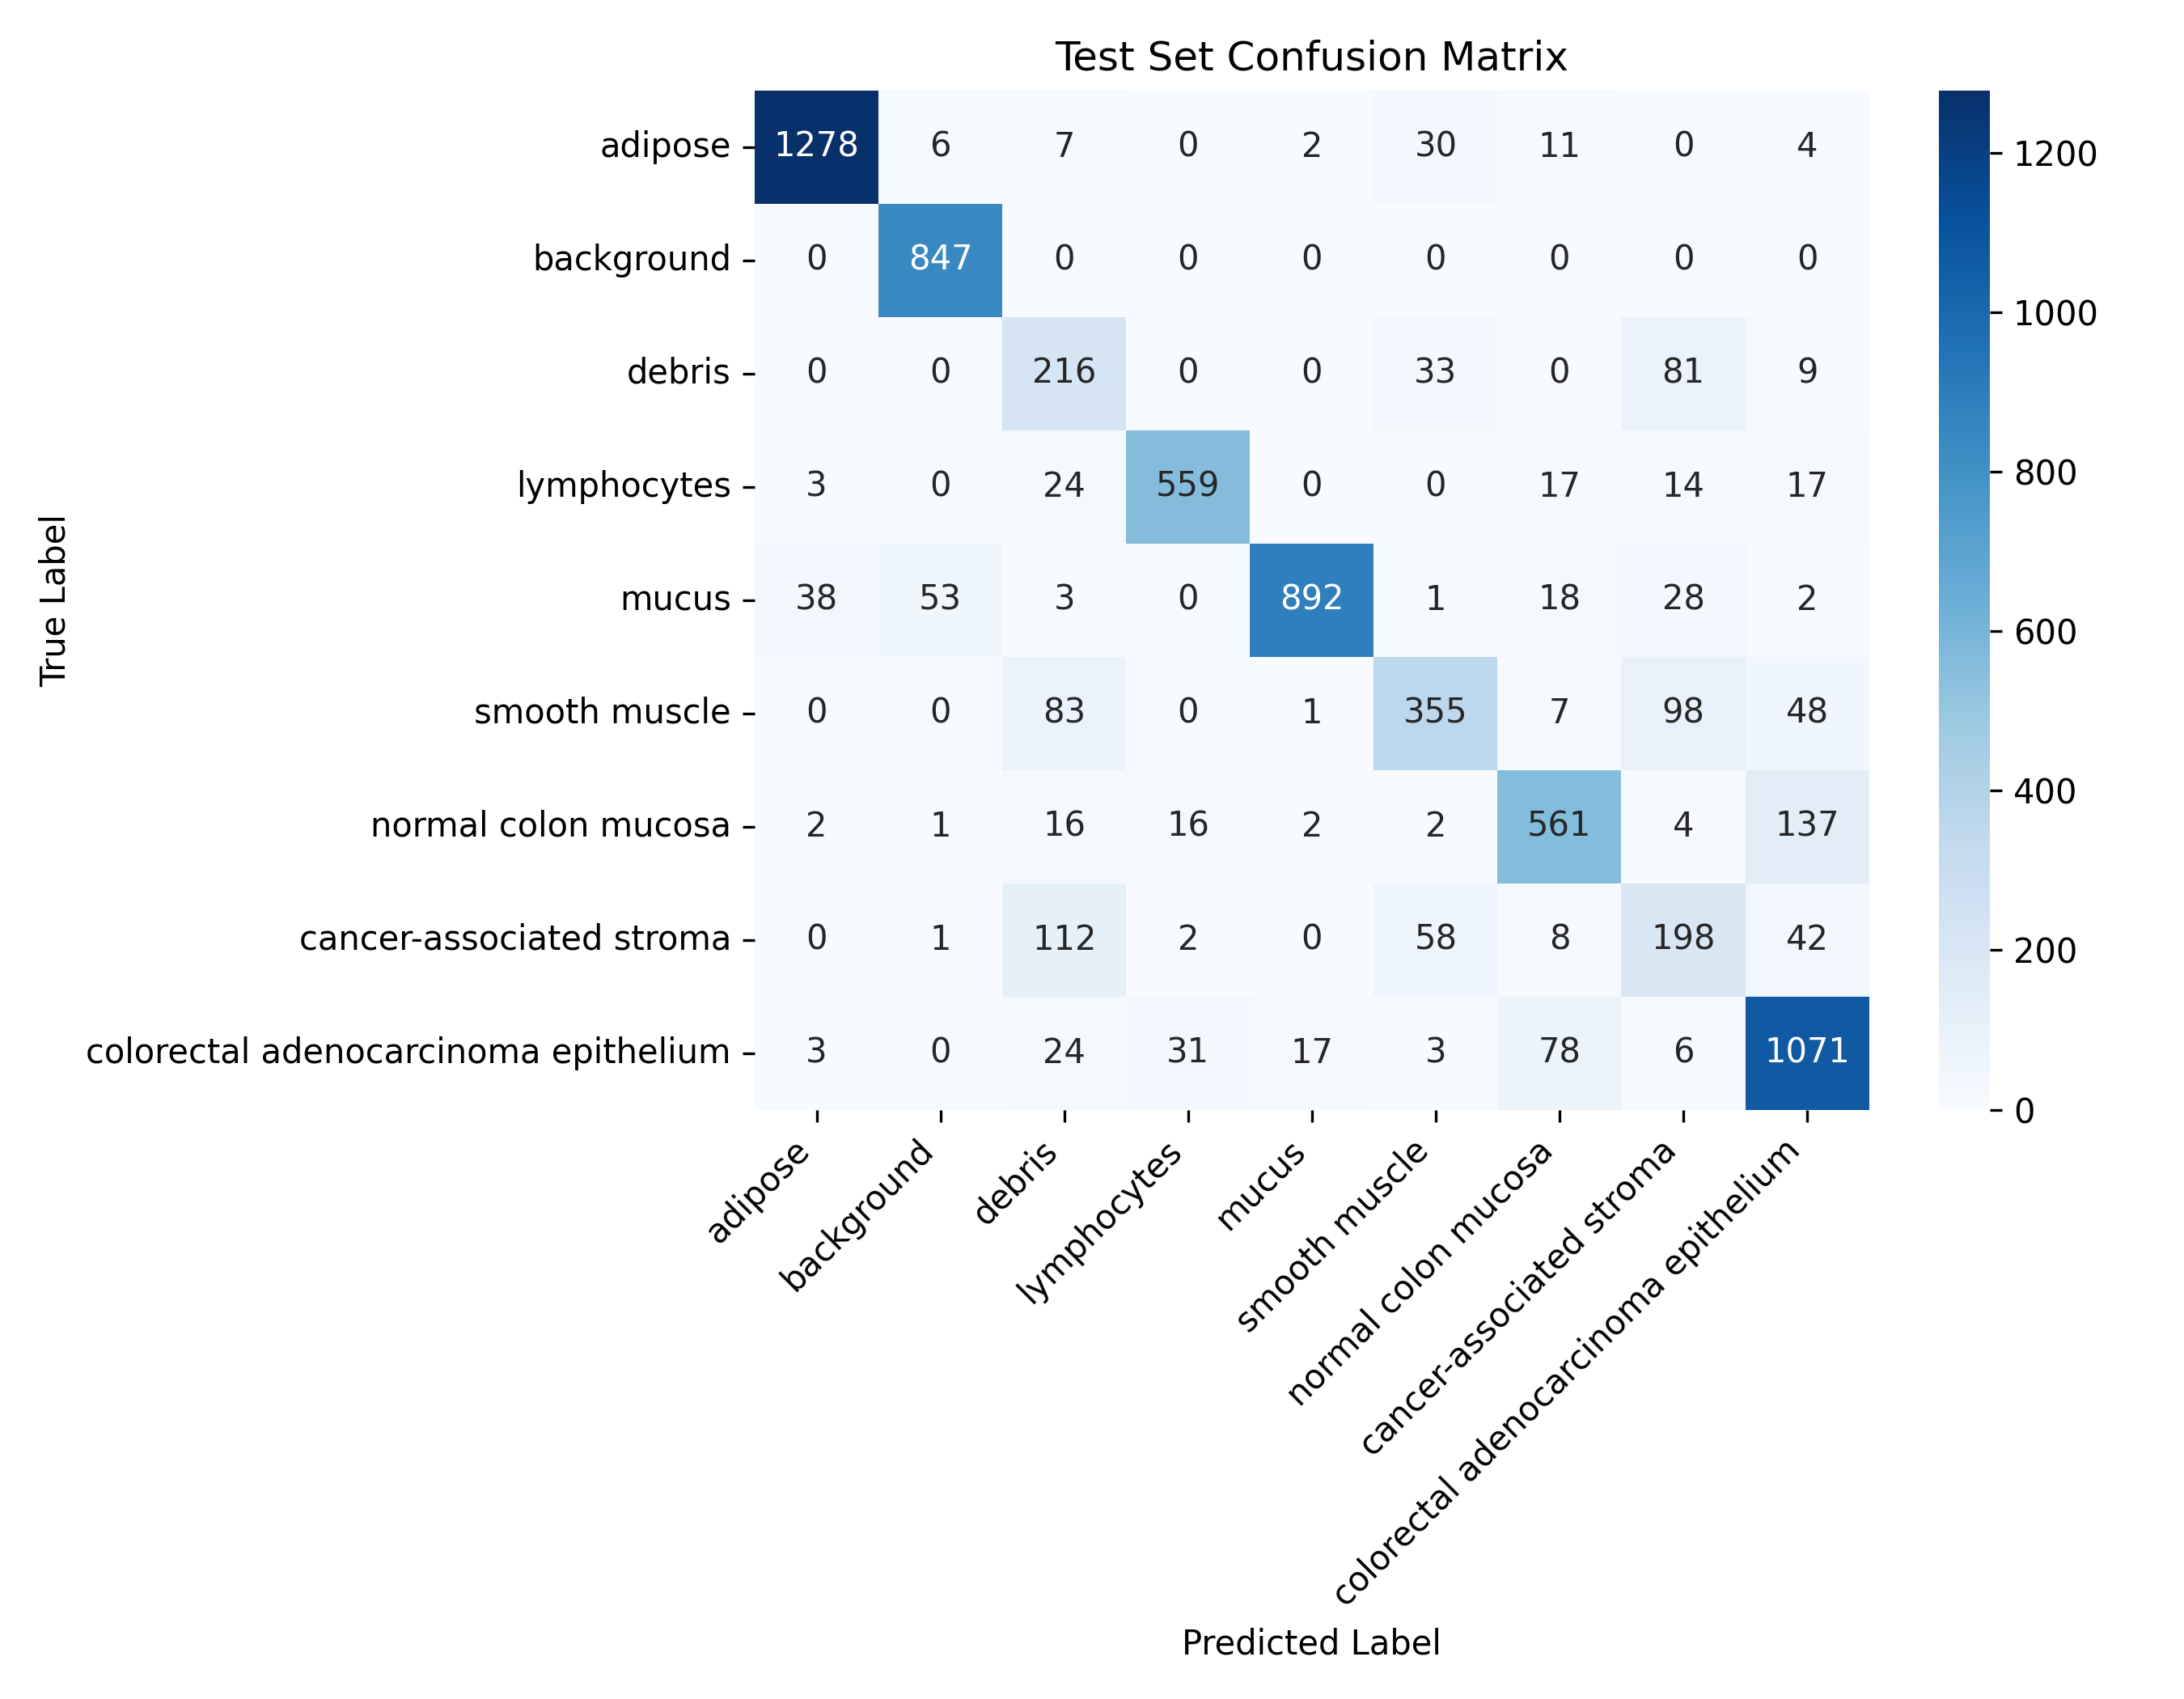 Test Set Confusion Matrix
True Label
adipose 1278 6 7 0 2 30 11 0 4
background 0 847 0 0 0 0 0 0 0
debris 0 0 216 0 0 33 0 81 9
lymphocytes 3 0 24 559 0 0 17 14 17
mucus 38 53 3 0 892 1 18 28 2
smooth muscle 0 0 83 0 1 355 7 98 48
normal colon mucosa 2 1 16 16 2 2 561 4 137
cancer-associated stroma 0 1 112 2 0 58 8 198 42
colorectal adenocarcinoma epithelium 3 0 24 31 17 3 78 6 1071
adipose
background
debris
lymphocytes
mucus
smooth muscle
normal colon mucosa
cancer-associated stroma
colorectal adenocarcinoma epithelium
Predicted Label
1200
1000
800
600
400
200
0